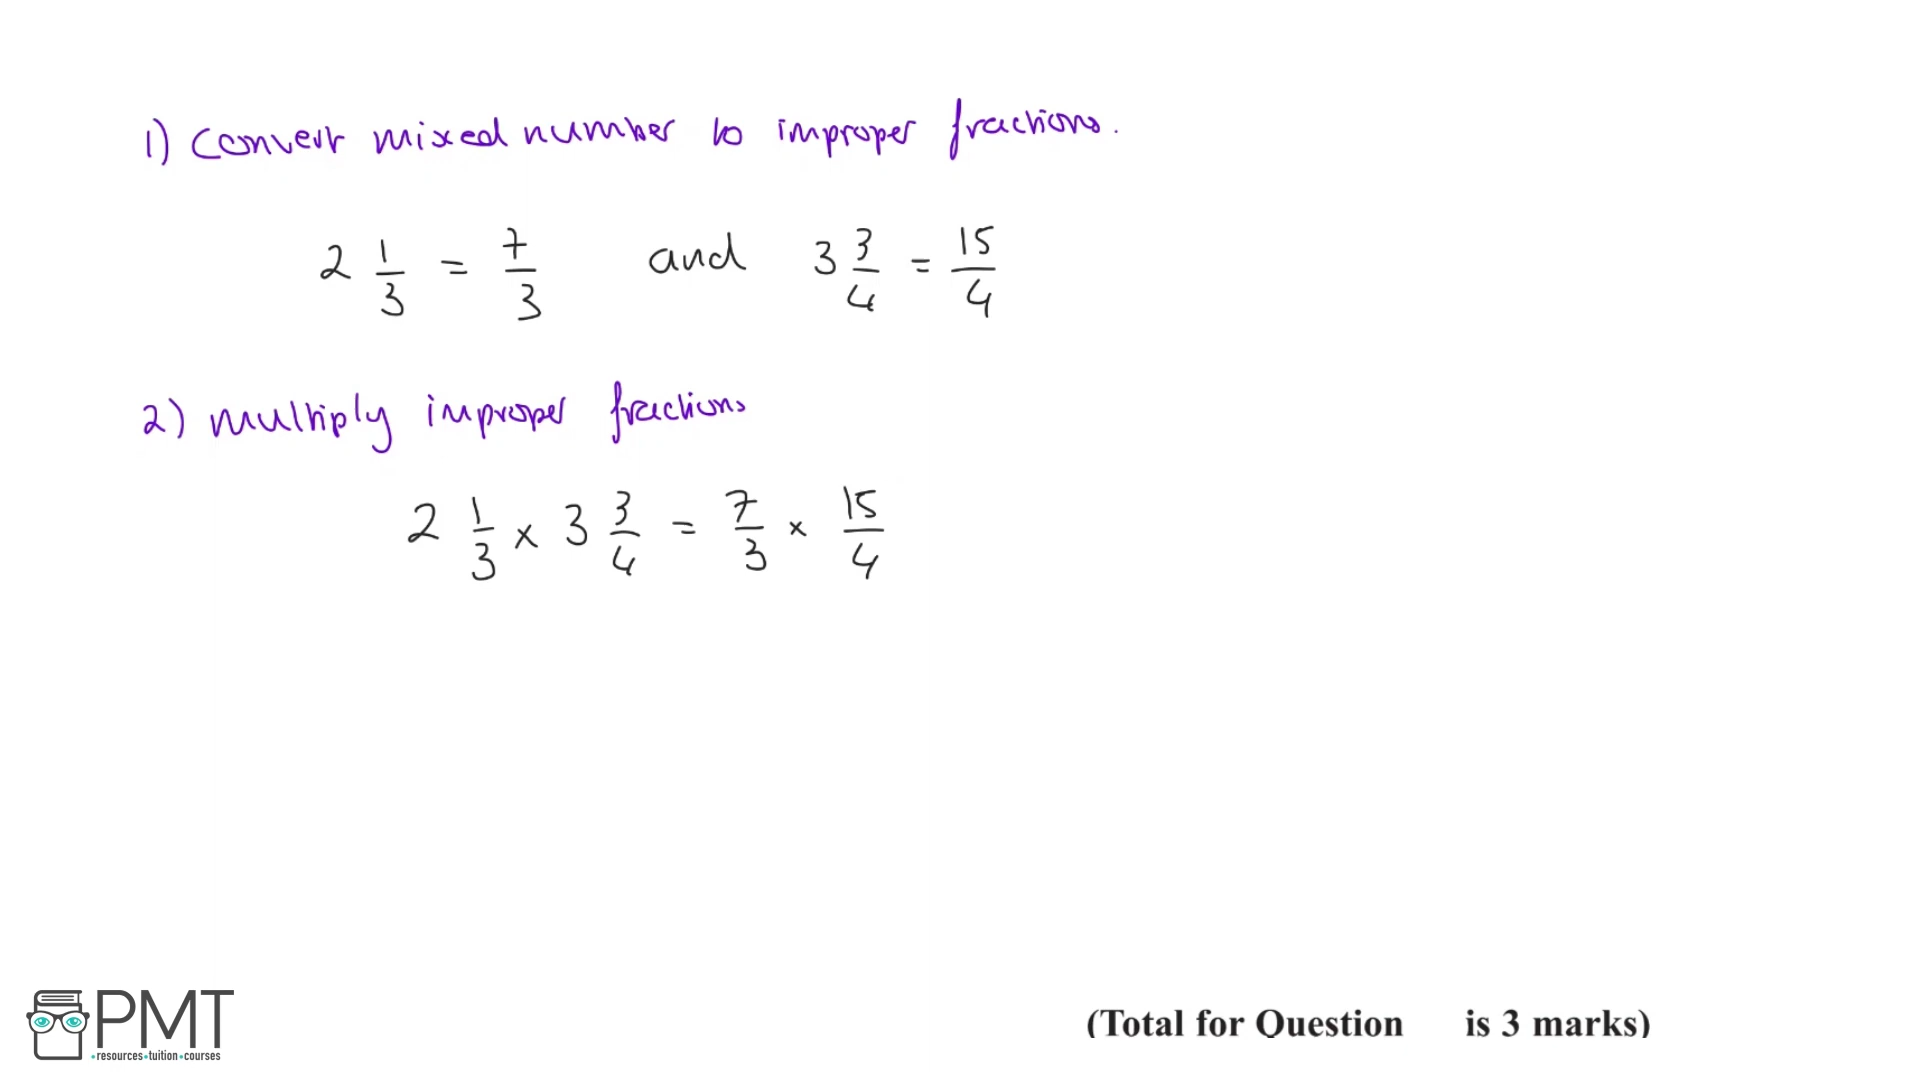 1) convert mixed number to improper fractions.
2 1/3 = 7/3 and 3 3/4 = 15/4
2) multiply improper fractions
2 1/3 × 3 3/4 = 7/3 × 15/4
PMT
•resources•tuition•courses
(Total for Question is 3 marks)